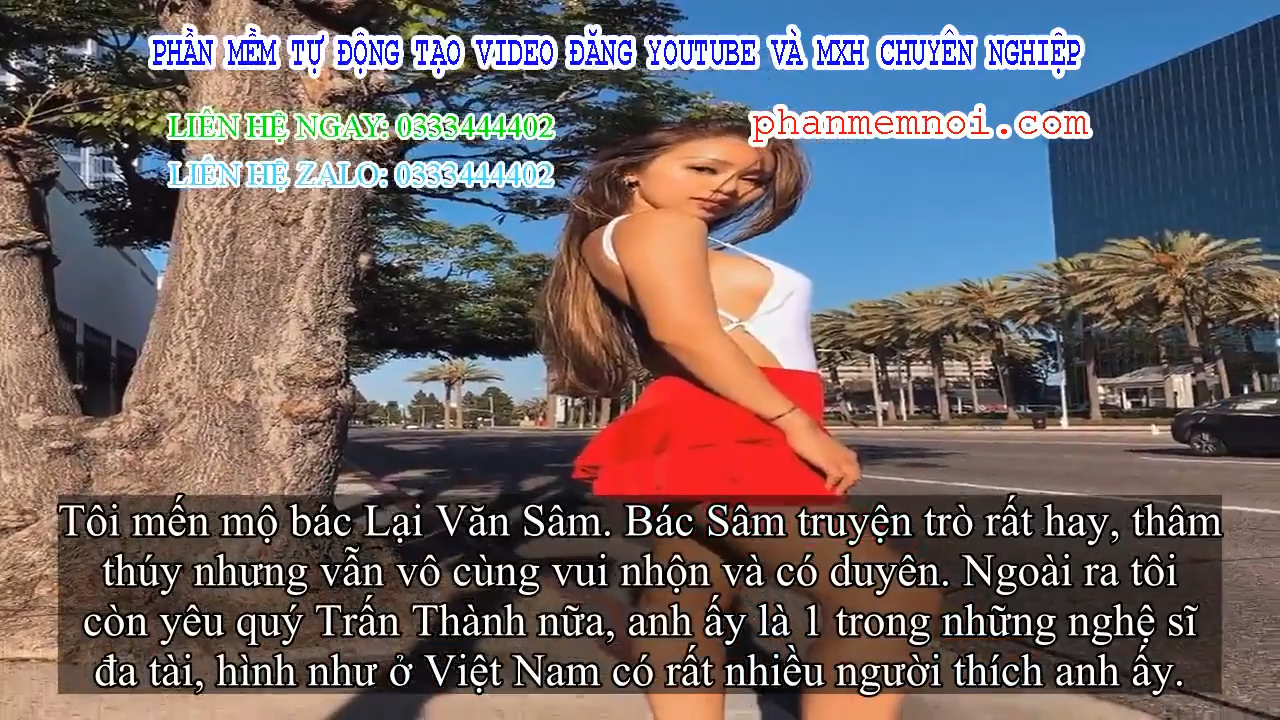 PHẦN MỀM TỰ ĐỘNG TẠO VIDEO ĐĂNG YOUTUBE VÀ MXH CHUYÊN NGHIỆP
LIÊN HỆ NGAY: 0333444402
phanmemnoi.com
LIÊN HỆ ZALO: 0333444402
Tôi mến mộ bác Lại Văn Sâm. Bác Sâm truyện trò rất hay, thâm
thúy nhưng vẫn vô cùng vui nhộn và có duyên. Ngoài ra tôi
còn yêu quý Trấn Thành nữa, anh ấy là 1 trong những nghệ sĩ
đa tài, hình như ở Việt Nam có rất nhiều người thích anh ấy.